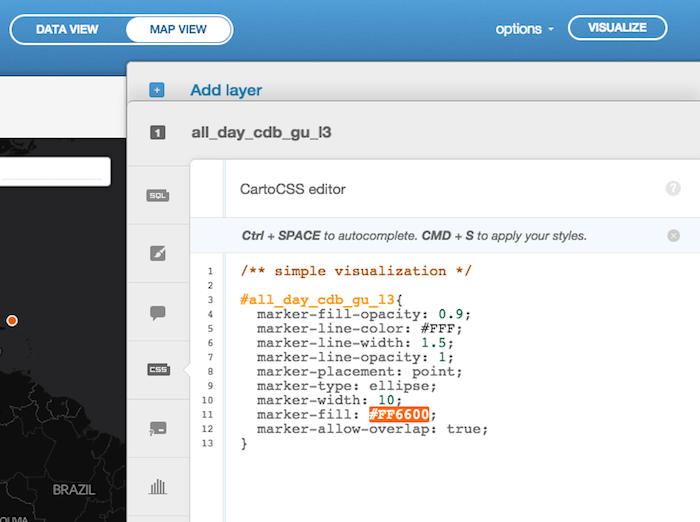 DATA VIEW MAP VIEW options VISUALIZE
+ Add layer
1 all_day_cdb_gu_l3
SQL
CartoCSS editor ?
Ctrl + SPACE to autocomplete. CMD + S to apply your styles.
1 /** simple visualization */
2
3 #all_day_cdb_gu_l3{
4 marker-fill-opacity: 0.9;
5 marker-line-color: #FFF;
6 marker-line-width: 1.5;
7 marker-line-opacity: 1;
8 marker-placement: point;
9 marker-type: ellipse;
10 marker-width: 10;
11 marker-fill: #FF6600;
12 marker-allow-overlap: true;
13 }
CSS
BRAZIL
OLIVIA